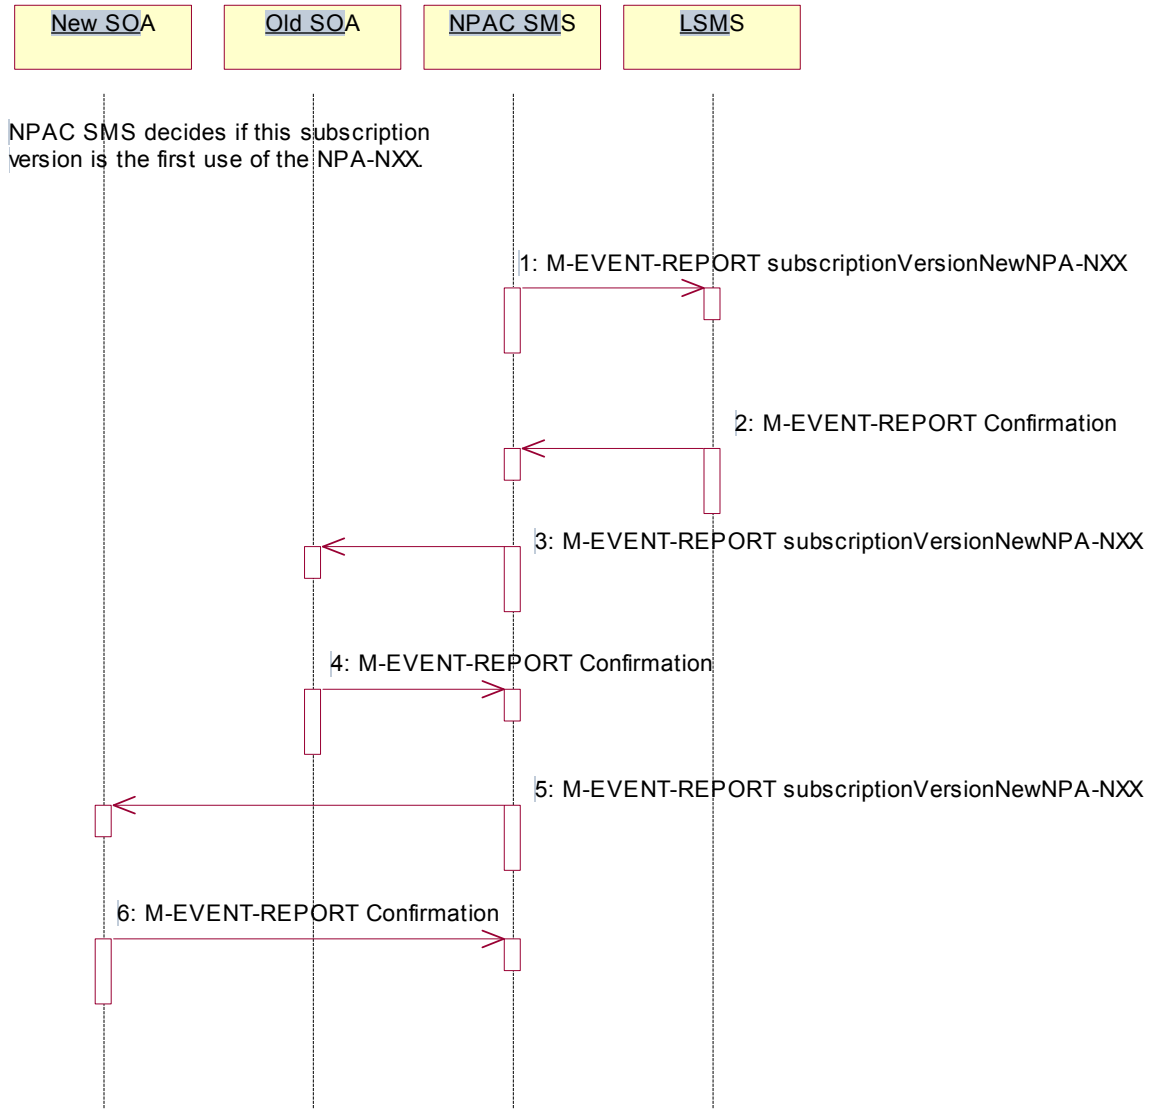 New SOA
Old SOA
NPAC SMS
LSMS
NPAC SMS decides if this subscription
version is the first use of the NPA-NXX.
1: M-EVENT-REPORT subscriptionVersionNewNPA-NXX
2: M-EVENT-REPORT Confirmation
3: M-EVENT-REPORT subscriptionVersionNewNPA-NXX
4: M-EVENT-REPORT Confirmation
5: M-EVENT-REPORT subscriptionVersionNewNPA-NXX
6: M-EVENT-REPORT Confirmation